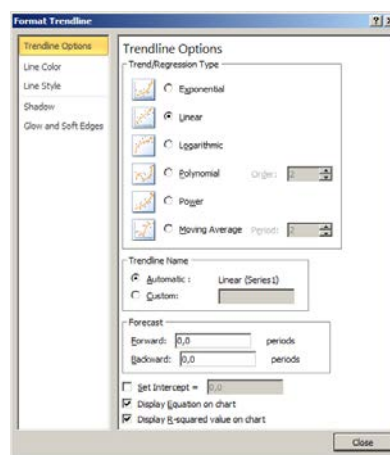 Format Trendline
Trendline Options
Line Color
Line Style
Shadow
Glow and Soft Edges
Trendline Options
Trend/Regression Type
Exponential
Linear
Logarithmic
Polynomial Order: 2
Power
Moving Average Period: 2
Trendline Name
Automatic : Linear (Series1)
Custom:
Forecast
Forward: 0,0 periods
Backward: 0,0 periods
Set Intercept = 0,0
Display Equation on chart
Display R-squared value on chart
Close